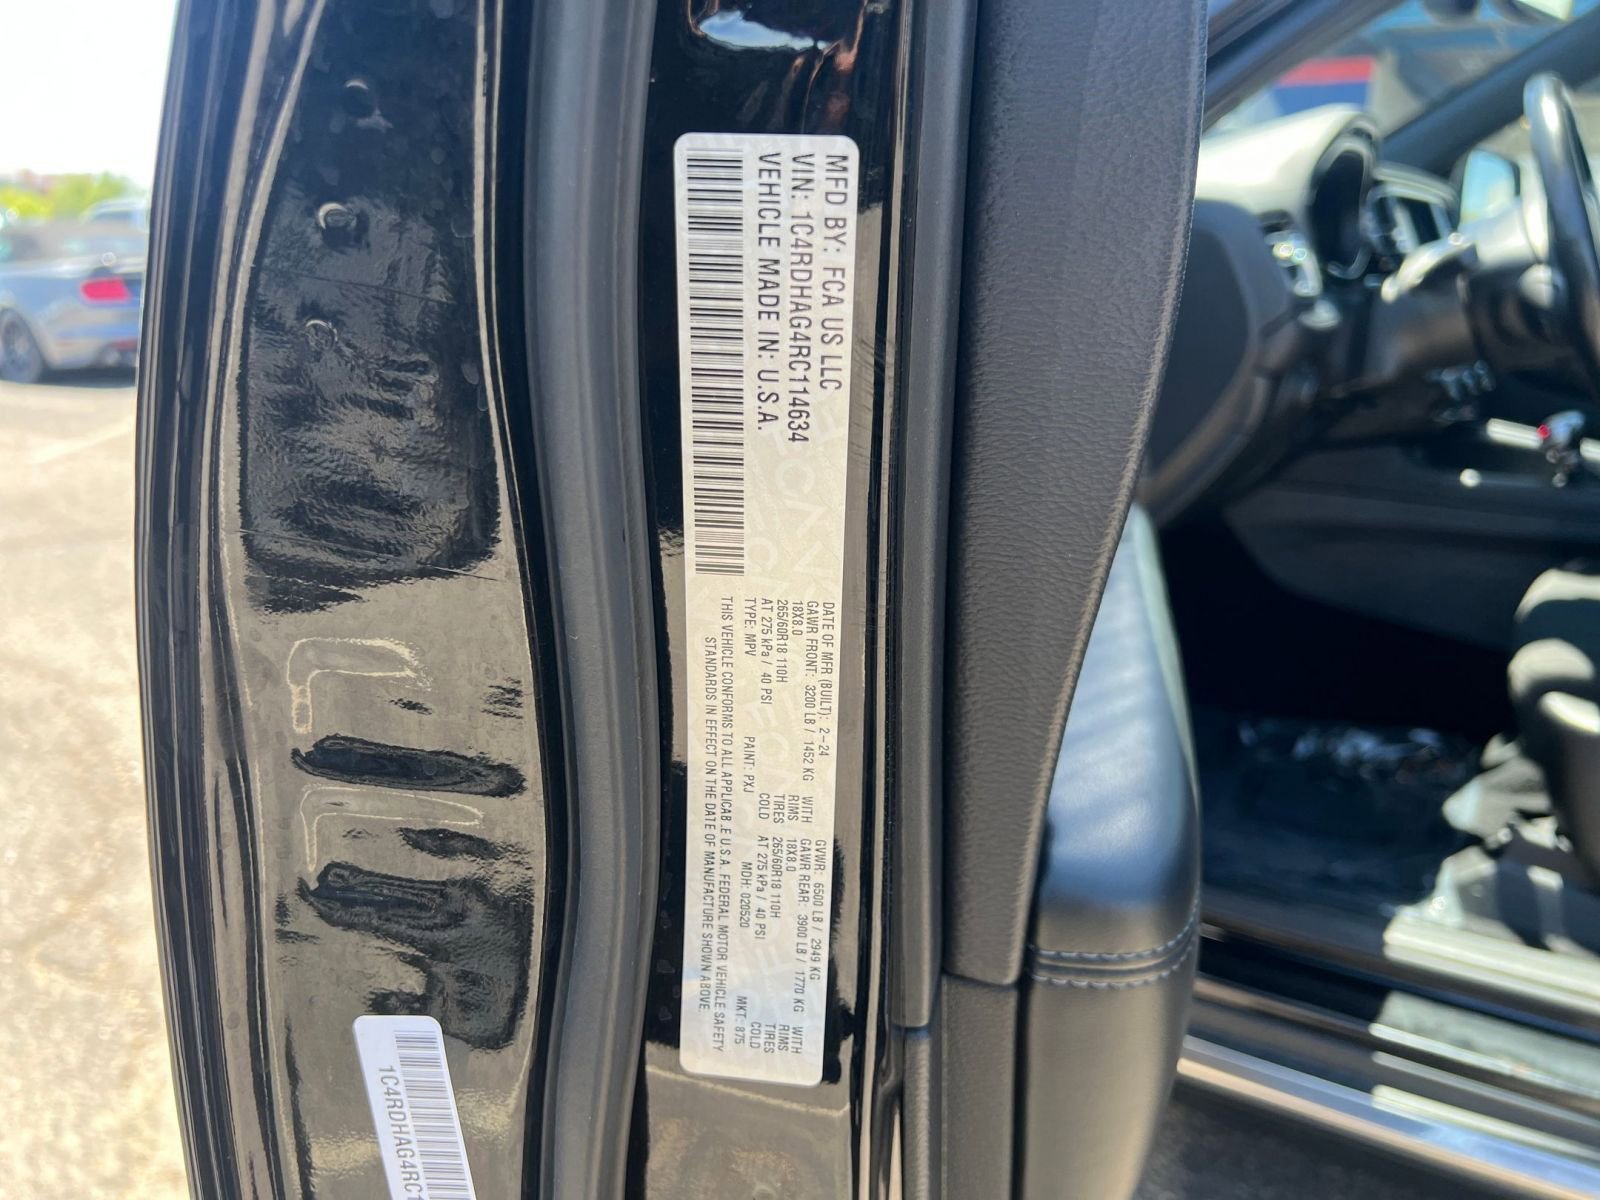 MFD BY: FCA US LLC
VIN: 1C4RDHAG4RC114634
VEHICLE MADE IN: U.S.A.
DATE OF MFR (BUILT): 2-24
GVWR: 6500 LB / 2949 KG
GAWR FRONT: 3200 LB / 1452 KG WITH
GAWR REAR: 3900 LB / 1770 KG WITH
18X8.0 RIMS
18X8.0 RIMS
265/60R18 110H TIRES
265/60R18 110H TIRES
AT 275 kPa / 40 PSI COLD
AT 275 kPa / 40 PSI COLD
TYPE: MPV PAINT: PXJ MDH: 020520 MKT: 875
THIS VEHICLE CONFORMS TO ALL APPLICABLE U.S.A. FEDERAL MOTOR VEHICLE SAFETY
STANDARDS IN EFFECT ON THE DATE OF MANUFACTURE SHOWN ABOVE.
1C4RDHAG4RC1